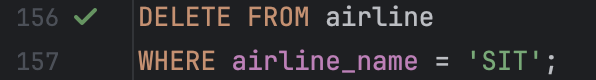 156 DELETE FROM airline
157 WHERE airline_name = 'SIT';